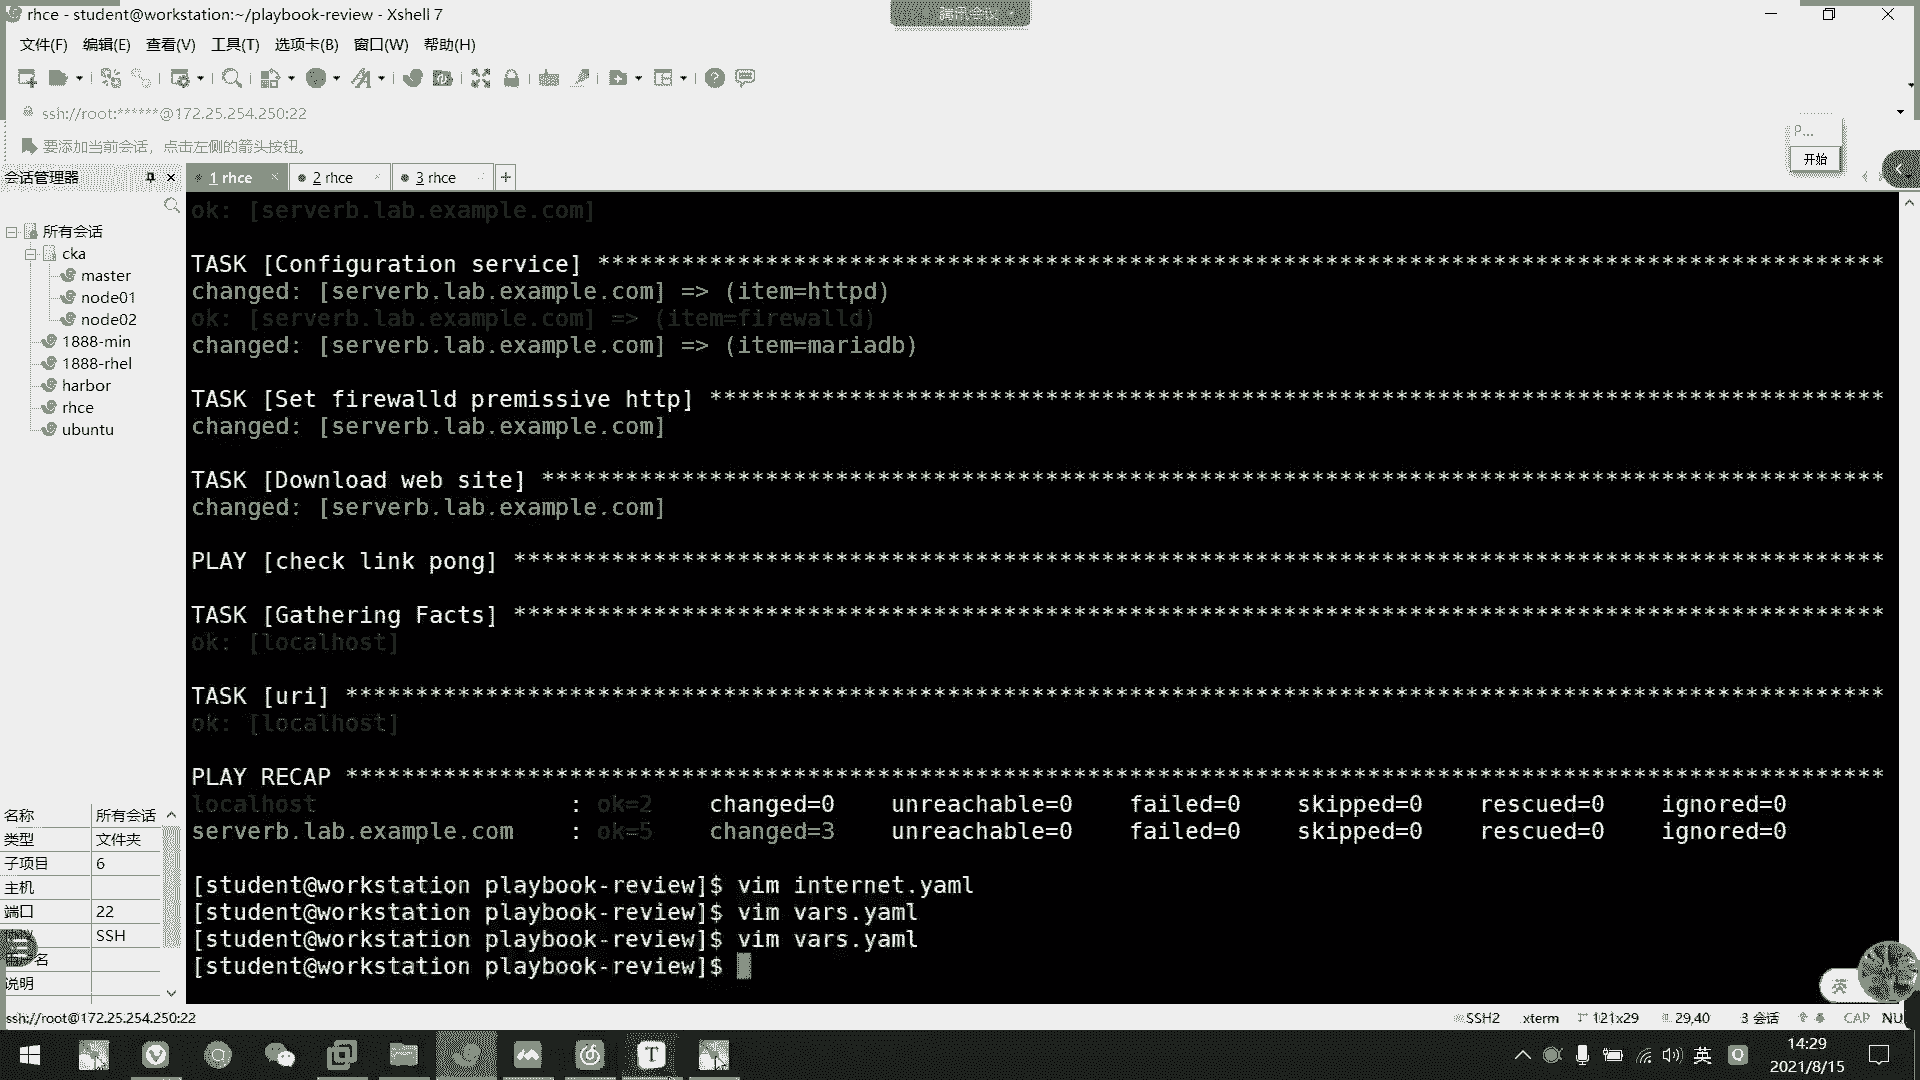 rhce - student@workstation:~/playbook-review - Xshell 7
腾讯会议
文件(F) 编辑(E) 查看(V) 工具(T) 选项卡(B) 窗口(W) 帮助(H)
ssh://root:******@172.25.254.250:22
要添加当前会话，点击左侧的箭头按钮。
P...
开始
会话管理器
1 rhce
2 rhce
3 rhce
所有会话
cka
master
node01
node02
1888-min
1888-rhel
harbor
rhce
ubuntu
名称 所有会话
类型 文件夹
子项目 6
主机
端口 22
SSH
名
说明
ok: [serverb.lab.example.com]
TASK [Configuration service] ********************************************************************************************
changed: [serverb.lab.example.com] => (item=httpd)
ok: [serverb.lab.example.com] => (item=firewalld)
changed: [serverb.lab.example.com] => (item=mariadb)
TASK [Set firewalld premissive http] ************************************************************************************
changed: [serverb.lab.example.com]
TASK [Download web site] ************************************************************************************************
changed: [serverb.lab.example.com]
PLAY [check link pong] **************************************************************************************************
TASK [Gathering Facts] **************************************************************************************************
ok: [localhost]
TASK [uri] **************************************************************************************************************
ok: [localhost]
PLAY RECAP **************************************************************************************************************
localhost : ok=2 changed=0 unreachable=0 failed=0 skipped=0 rescued=0 ignored=0
serverb.lab.example.com : ok=5 changed=3 unreachable=0 failed=0 skipped=0 rescued=0 ignored=0
[student@workstation playbook-review]$ vim internet.yaml
[student@workstation playbook-review]$ vim vars.yaml
[student@workstation playbook-review]$ vim vars.yaml
[student@workstation playbook-review]$
英
ssh://root@172.25.254.250:22
SSH2 xterm 121x29 29,40 3 会话 CAP NU
T
英
Q
14:29
2021/8/15